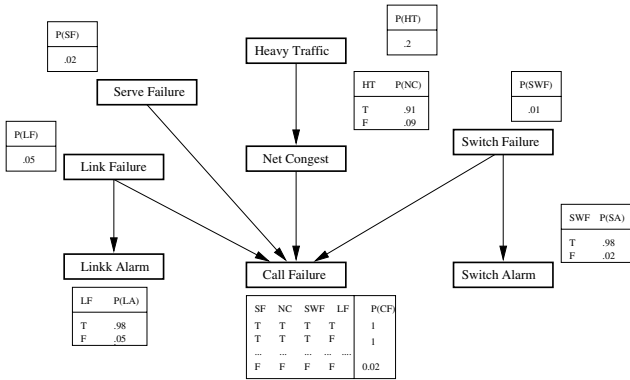 P(HT)
.2
P(SF)
.02
Heavy Traffic
HT P(NC)
T .91
F .09
P(SWF)
.01
Serve Failure
P(LF)
.05
Switch Failure
Link Failure
Net Congest
SWF P(SA)
T .98
F .02
Linkk Alarm
Call Failure
Switch Alarm
LF P(LA)
T .98
F .05
SF NC SWF LF P(CF)
T T T T 1
T T T F 1
... ... ... ... ....
F F F F 0.02